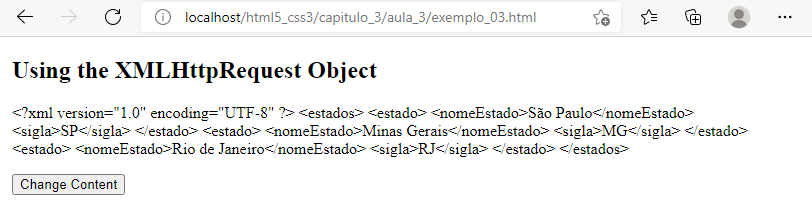 localhost/html5_css3/capitulo_3/aula_3/exemplo_03.html
Using the XMLHttpRequest Object
<?xml version="1.0" encoding="UTF-8" ?> <estados> <estado> <nomeEstado>São Paulo</nomeEstado>
<sigla>SP</sigla> </estado> <estado> <nomeEstado>Minas Gerais</nomeEstado> <sigla>MG</sigla> </estado>
<estado> <nomeEstado>Rio de Janeiro</nomeEstado> <sigla>RJ</sigla> </estado> </estados>
Change Content